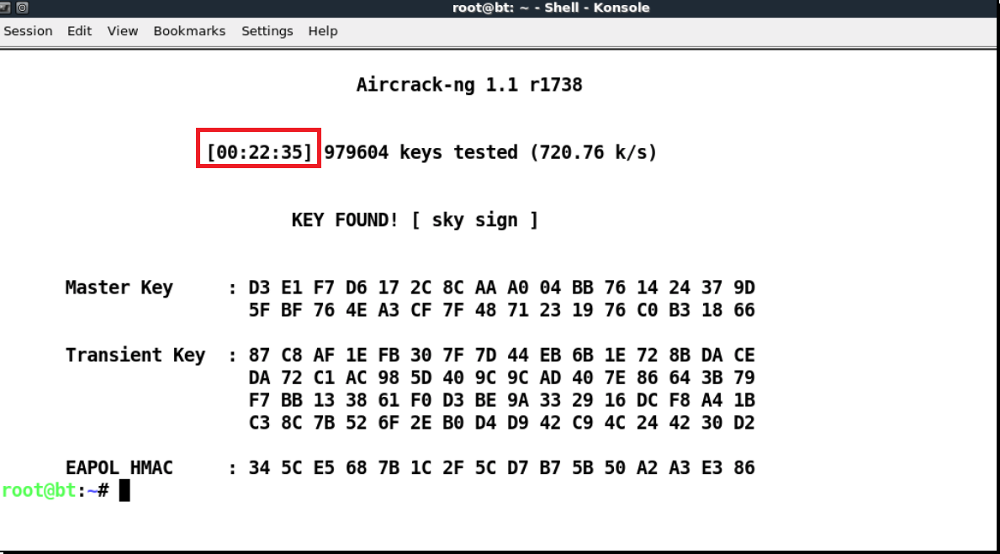 root@bt: ~ - Shell - Konsole
Session Edit View Bookmarks Settings Help
Aircrack-ng 1.1 r1738
[00:22:35] 979604 keys tested (720.76 k/s)
KEY FOUND! [ sky sign ]
Master Key : D3 E1 F7 D6 17 2C 8C AA A0 04 BB 76 14 24 37 9D
5F BF 76 4E A3 CF 7F 48 71 23 19 76 C0 B3 18 66
Transient Key : 87 C8 AF 1E FB 30 7F 7D 44 EB 6B 1E 72 8B DA CE
DA 72 C1 AC 98 5D 40 9C 9C AD 40 7E 86 64 3B 79
F7 BB 13 38 61 F0 D3 BE 9A 33 29 16 DC F8 A4 1B
C3 8C 7B 52 6F 2E B0 D4 D9 42 C9 4C 24 42 30 D2
EAPOL HMAC : 34 5C E5 68 7B 1C 2F 5C D7 B7 5B 50 A2 A3 E3 86
root@bt:~#